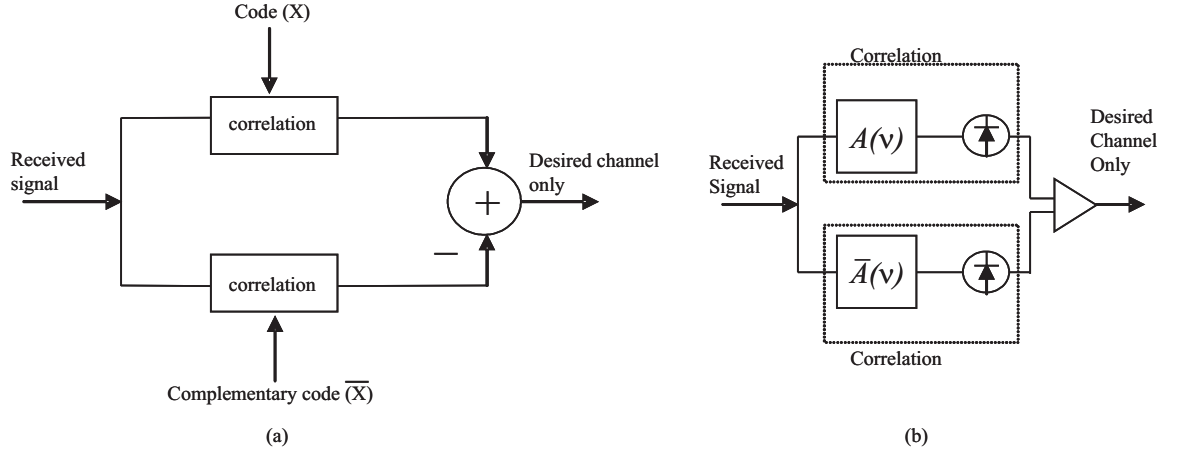 Code (X)
correlation
Received
signal
+
Desired channel
only
−
correlation
Complementary code (X̅)
(a)
Correlation
A(ν)
Received
Signal
Desired
Channel
Only
A̅(ν)
Correlation
(b)